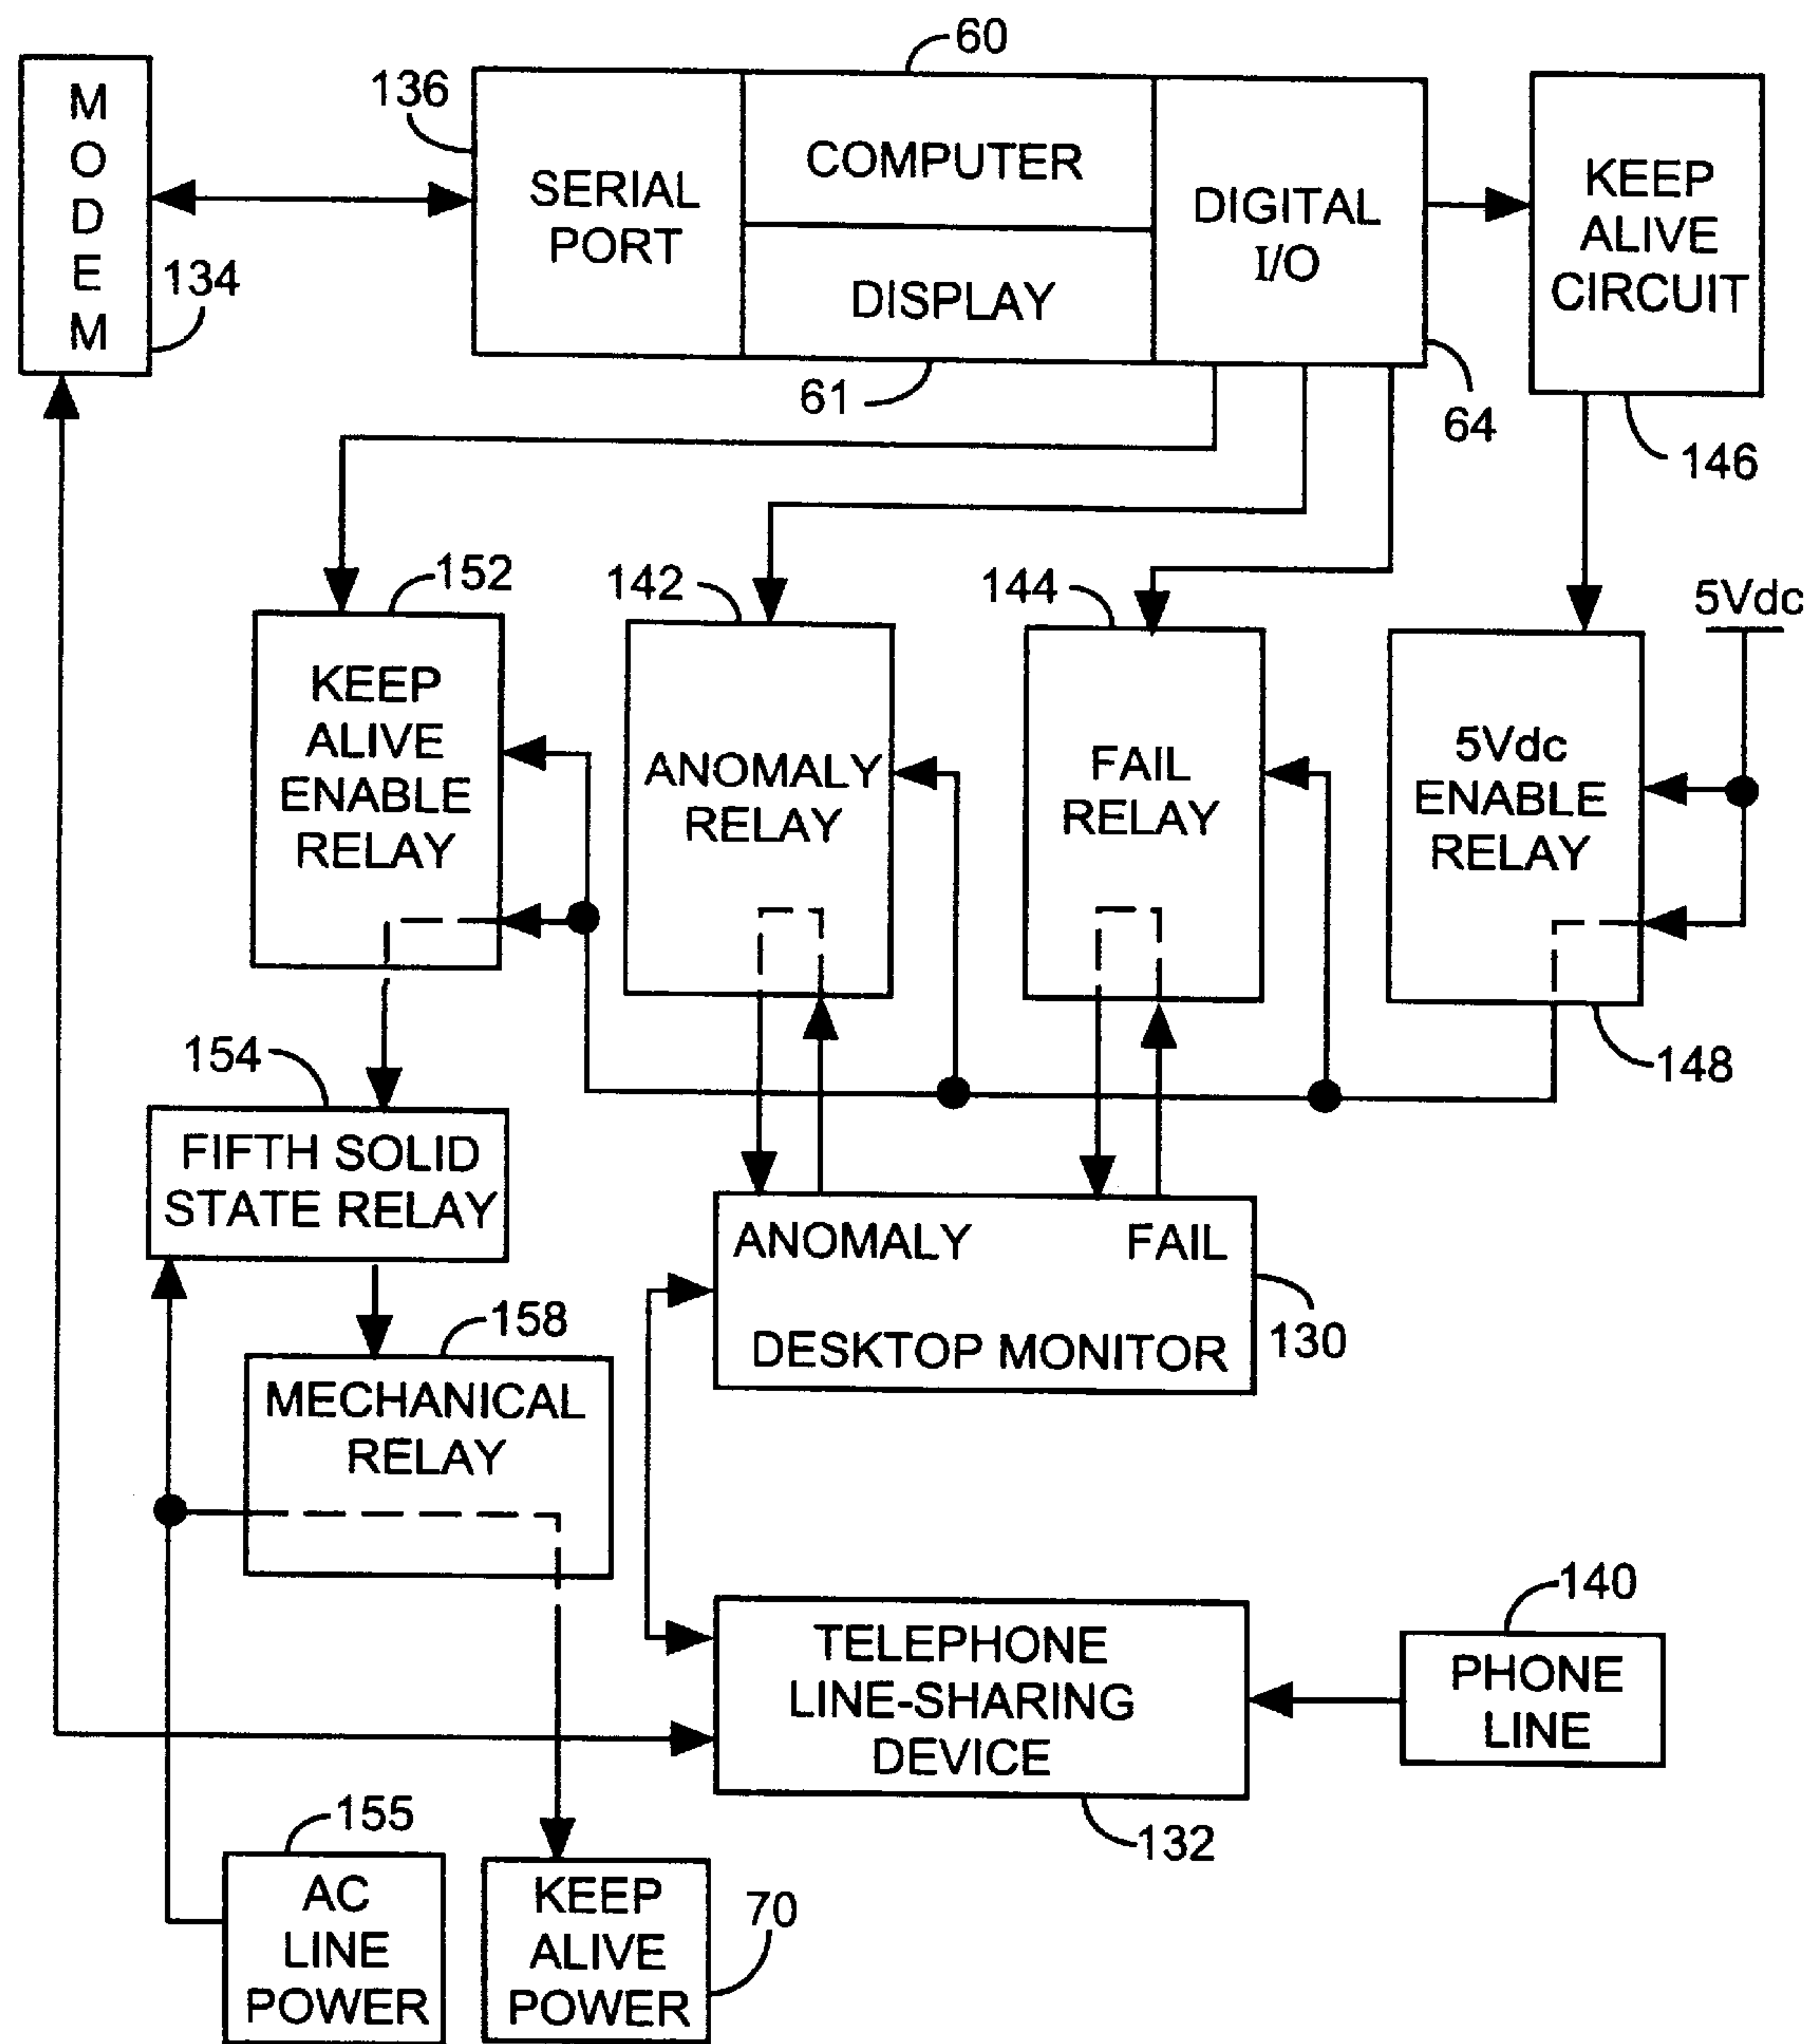 60
136
M
O
D
E
M
134
SERIAL
PORT
COMPUTER
DISPLAY
61
DIGITAL
I/O
64
KEEP
ALIVE
CIRCUIT
146
152
KEEP
ALIVE
ENABLE
RELAY
142
ANOMALY
RELAY
144
FAIL
RELAY
5Vdc
5Vdc
ENABLE
RELAY
148
154
FIFTH SOLID
STATE RELAY
ANOMALY FAIL
DESKTOP MONITOR
130
158
MECHANICAL
RELAY
TELEPHONE
LINE-SHARING
DEVICE
132
140
PHONE
LINE
155
AC
LINE
POWER
KEEP
ALIVE
POWER
70